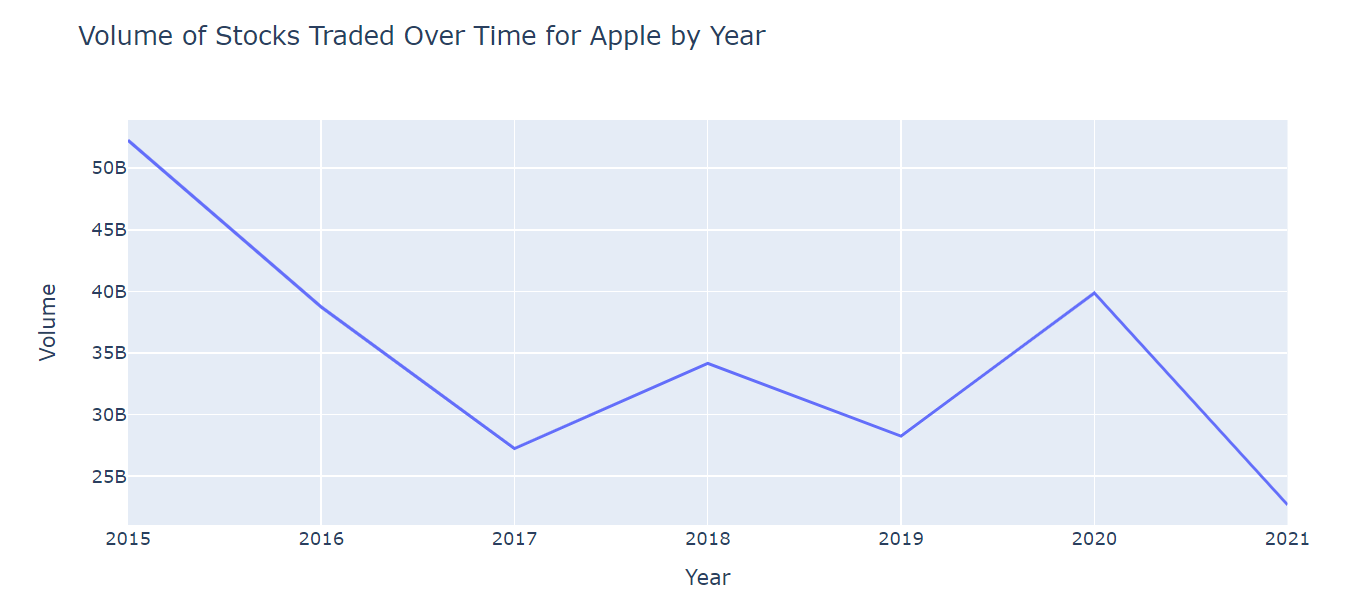 Volume of Stocks Traded Over Time for Apple by Year
50B
45B
40B
35B
30B
25B
Volume
2015 2016 2017 2018 2019 2020 2021
Year